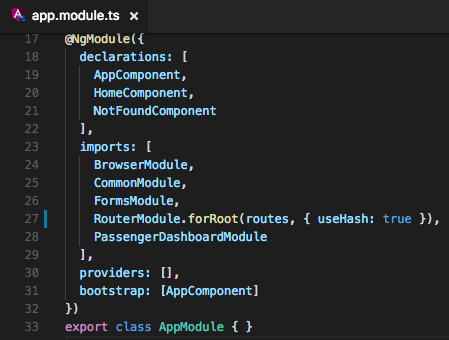 app.module.ts ×
17 @NgModule({
18   declarations: [
19     AppComponent,
20     HomeComponent,
21     NotFoundComponent
22   ],
23   imports: [
24     BrowserModule,
25     CommonModule,
26     FormsModule,
27     RouterModule.forRoot(routes, { useHash: true }),
28     PassengerDashboardModule
29   ],
30   providers: [],
31   bootstrap: [AppComponent]
32 })
33 export class AppModule { }